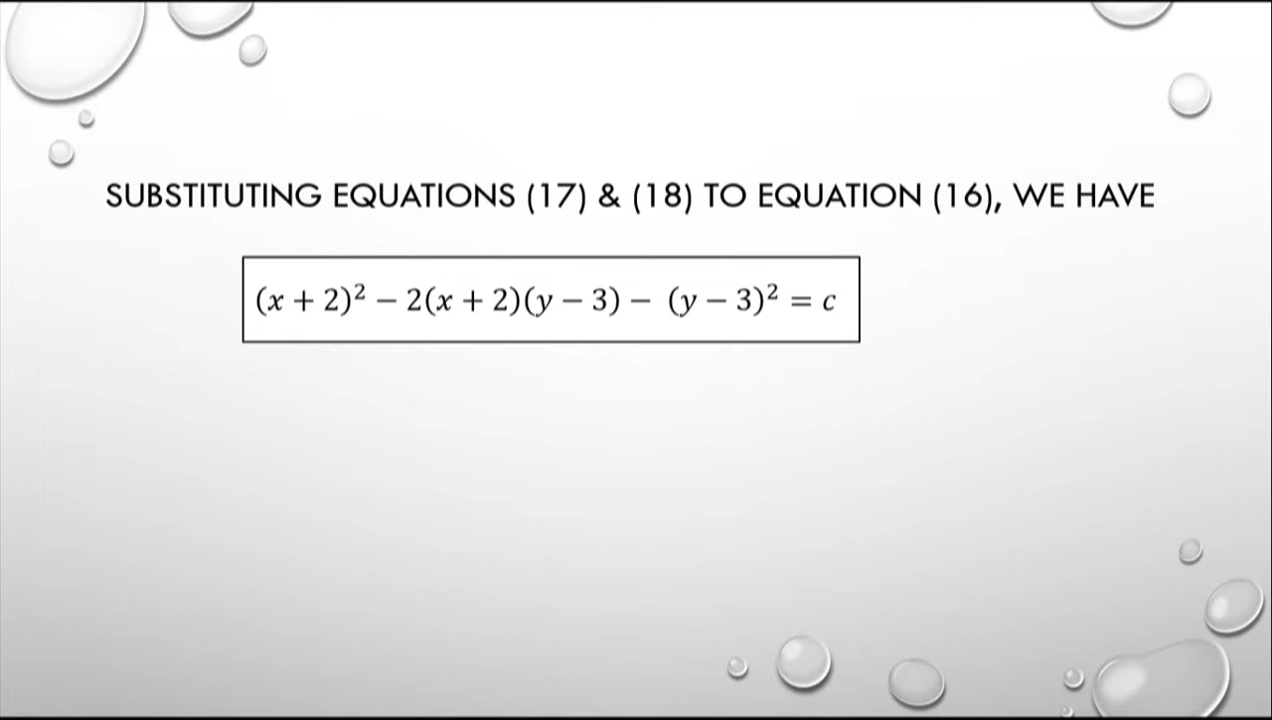 SUBSTITUTING EQUATIONS (17) & (18) TO EQUATION (16), WE HAVE
(x + 2)² − 2(x + 2)(y − 3) − (y − 3)² = c